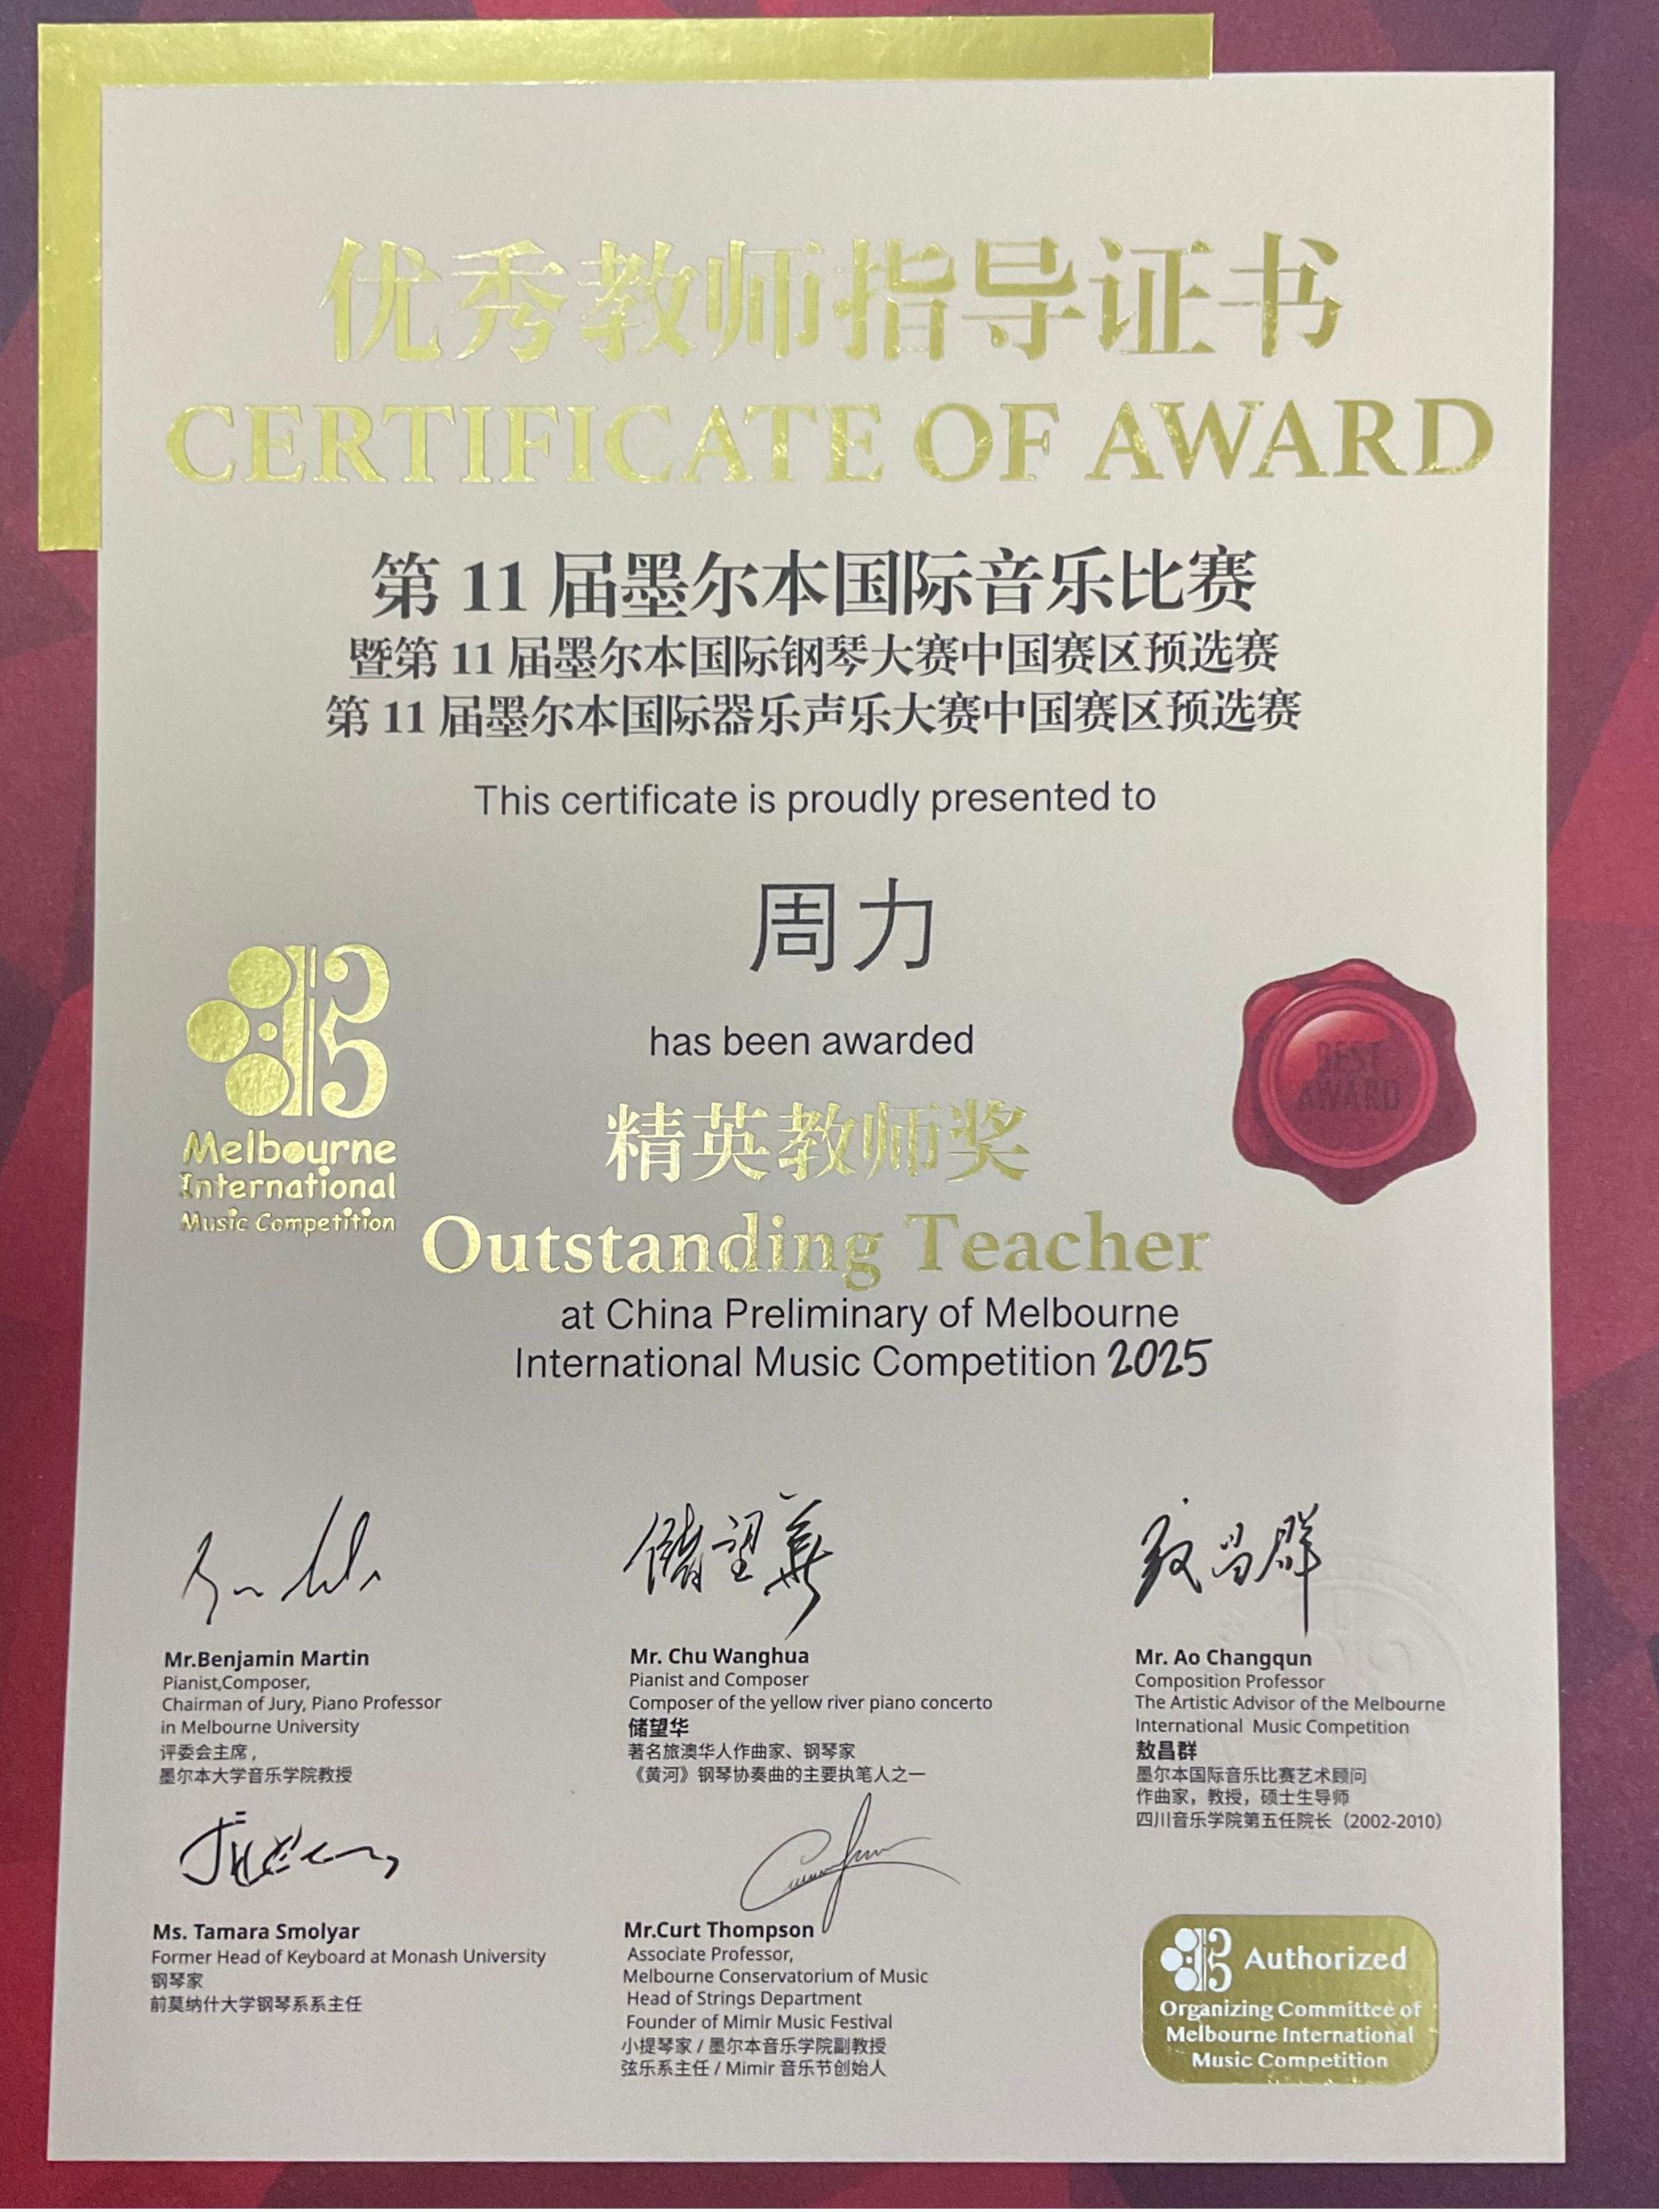 优秀教师指导证书
CERTIFICATE OF AWARD
第 11 届墨尔本国际音乐比赛
暨第 11 届墨尔本国际钢琴大赛中国赛区预选赛
第 11 届墨尔本国际器乐声乐大赛中国赛区预选赛
This certificate is proudly presented to
周力
has been awarded
精英教师奖
Outstanding Teacher
at China Preliminary of Melbourne
International Music Competition 2025
Melbourne
International
Music Competition
BEST
AWARD
储望华
敖昌群
Mr.Benjamin Martin
Pianist,Composer,
Chairman of Jury, Piano Professor
in Melbourne University
评委会主席，
墨尔本大学音乐学院教授
Mr. Chu Wanghua
Pianist and Composer
Composer of the yellow river piano concerto
储望华
著名旅澳华人作曲家、钢琴家
《黄河》钢琴协奏曲的主要执笔人之一
Mr. Ao Changqun
Composition Professor
The Artistic Advisor of the Melbourne
International Music Competition
敖昌群
墨尔本国际音乐比赛艺术顾问
作曲家，教授，硕士生导师
四川音乐学院第五任院长（2002-2010）
Ms. Tamara Smolyar
Former Head of Keyboard at Monash University
钢琴家
前莫纳什大学钢琴系系主任
Mr.Curt Thompson
Associate Professor,
Melbourne Conservatorium of Music
Head of Strings Department
Founder of Mimir Music Festival
小提琴家 / 墨尔本音乐学院副教授
弦乐系主任 / Mimir 音乐节创始人
Authorized
Organizing Committee of
Melbourne International
Music Competition